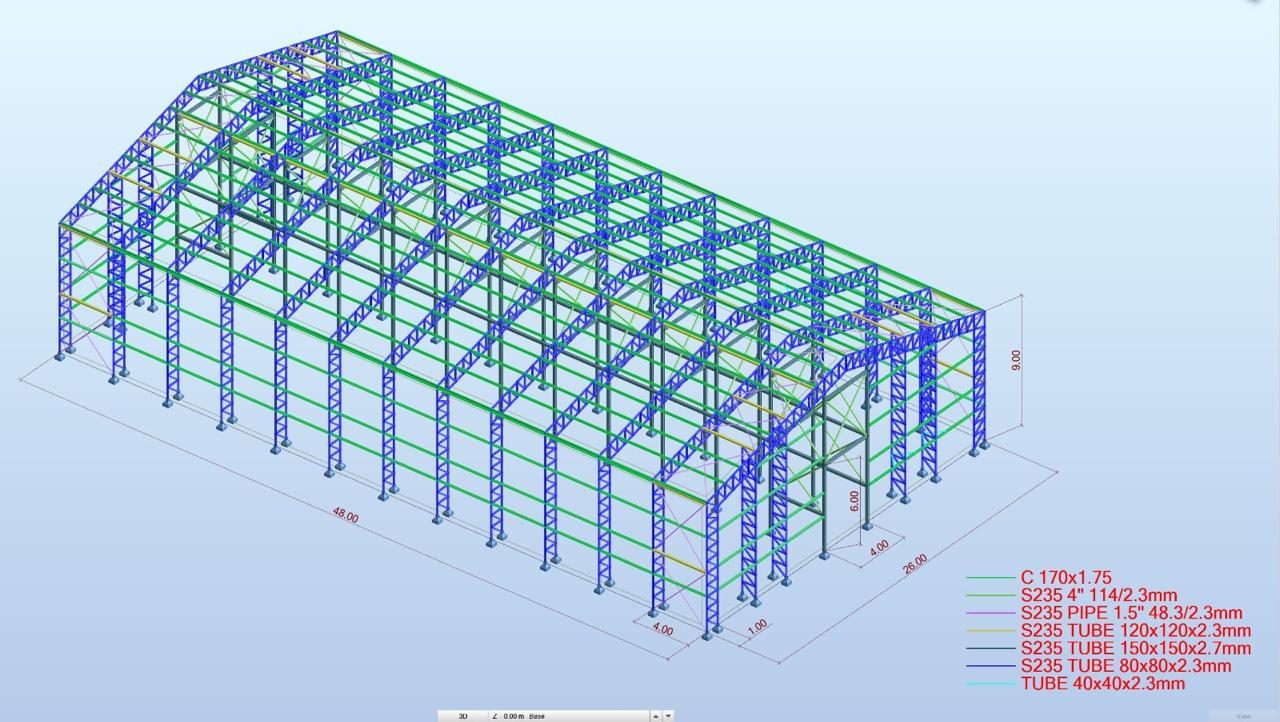 9.00
6.00
48.00
4.00
26.00
4.00
1.00
C 170x1.75
S235 4" 114/2.3mm
S235 PIPE 1.5" 48.3/2.3mm
S235 TUBE 120x120x2.3mm
S235 TUBE 150x150x2.7mm
S235 TUBE 80x80x2.3mm
TUBE 40x40x2.3mm
3D Z : 0.00 m Base
View